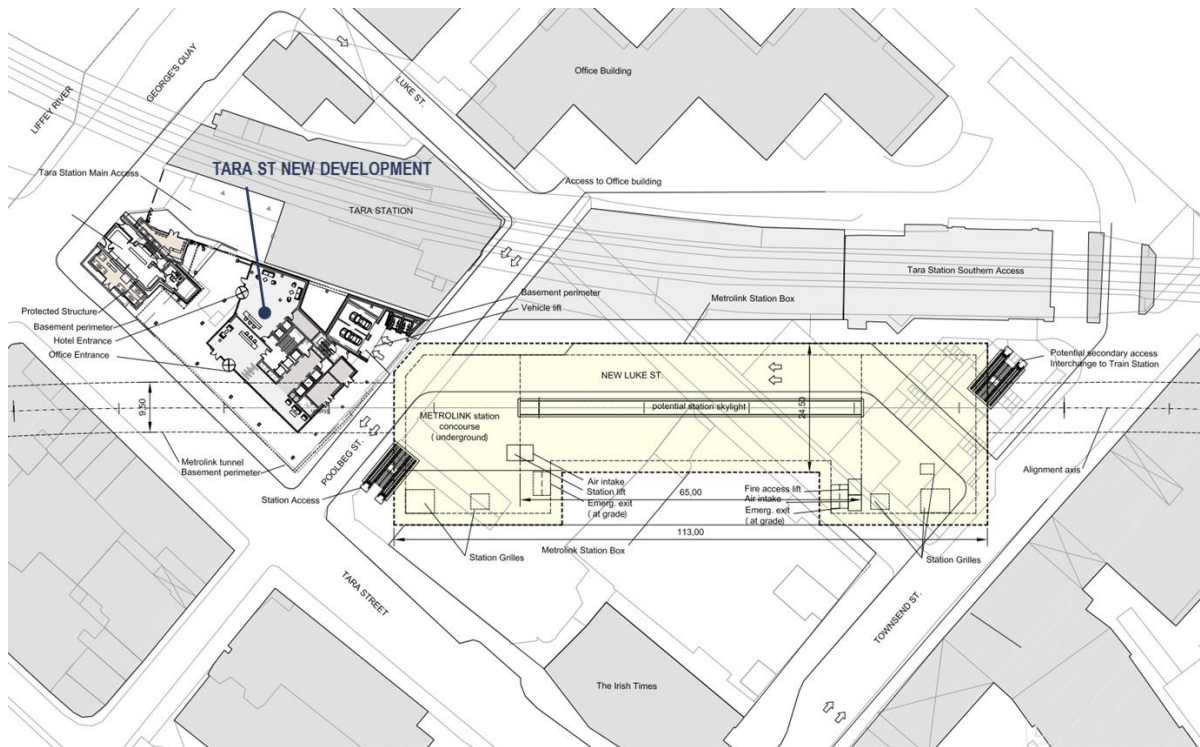 GEORGE'S QUAY
LIFFEY RIVER
LUKE ST.
Office Building
Tara Station Main Access
TARA ST NEW DEVELOPMENT
TARA STATION
Access to Office building
Tara Station Southern Access
Basement perimeter
Vehicle lift
Metrolink Station Box
Protected Structure
Basement perimeter
Hotel Entrance
Office Entrance
Potential secondary access
Interchange to Train Station
NEW LUKE ST.
9,50
24,50
potential station skylight
METROLINK station
concourse
( underground)
Metrolink tunnel
Basement perimeter
POOLBEG ST.
Station Access
Alignment axis
Air intake
Station lift
Emerg. exit
( at grade)
65,00
Fire access lift
Air intake
Emerg. exit
( at grade)
113,00
Station Grilles
Metrolink Station Box
Station Grilles
TARA STREET
TOWNSEND ST.
The Irish Times